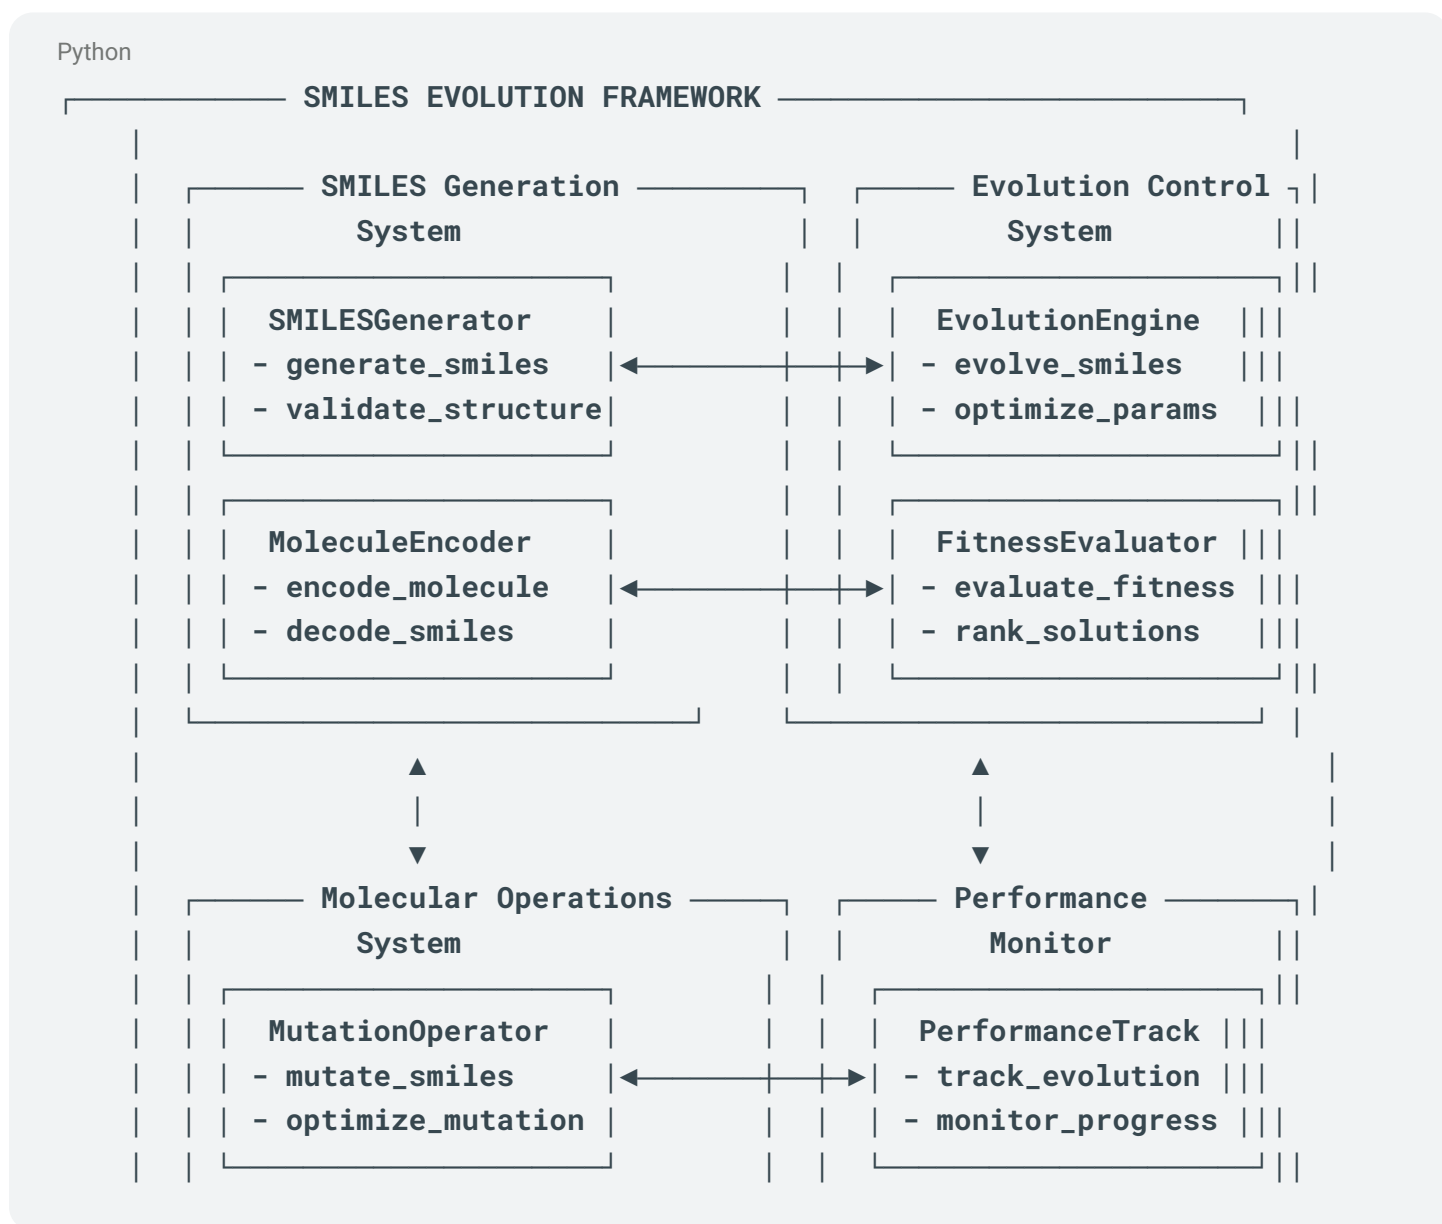 Python
SMILES EVOLUTION FRAMEWORK
SMILES Generation Evolution Control
System System
SMILESGenerator EvolutionEngine
- generate_smiles - evolve_smiles
- validate_structure - optimize_params
MoleculeEncoder FitnessEvaluator
- encode_molecule - evaluate_fitness
- decode_smiles - rank_solutions
Molecular Operations Performance
System Monitor
MutationOperator PerformanceTrack
- mutate_smiles - track_evolution
- optimize_mutation - monitor_progress